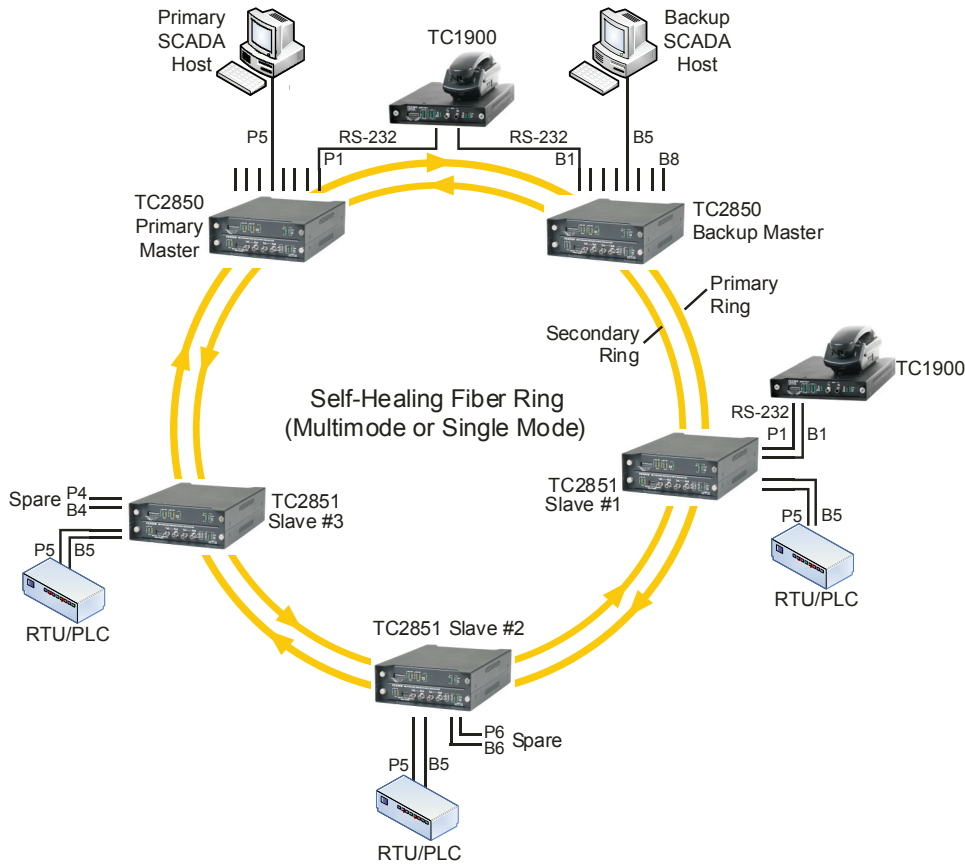 Primary
SCADA
Host
TC1900
Backup
SCADA
Host
P5
RS-232
RS-232
B5
P1
B1
B8
TC2850
Primary
Master
TC2850
Backup Master
Primary
Ring
Secondary
Ring
TC1900
Self-Healing Fiber Ring
(Multimode or Single Mode)
RS-232
P1
B1
TC2851
Slave #1
P5
B5
RTU/PLC
Spare
P4
B4
TC2851
Slave #3
P5
B5
RTU/PLC
TC2851 Slave #2
P6
B6
Spare
P5
B5
RTU/PLC